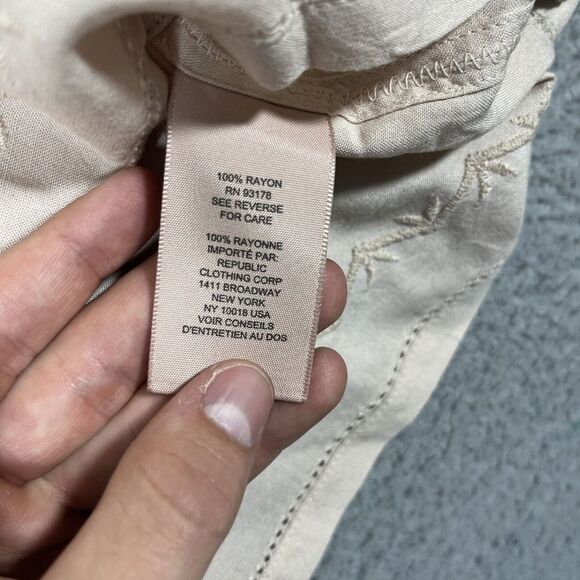 100% RAYON
RN 93178
SEE REVERSE
FOR CARE
100% RAYONNE
IMPORTÉ PAR:
REPUBLIC
CLOTHING CORP
1411 BROADWAY
NEW YORK
NY 10018 USA
VOIR CONSEILS
D'ENTRETIEN AU DOS